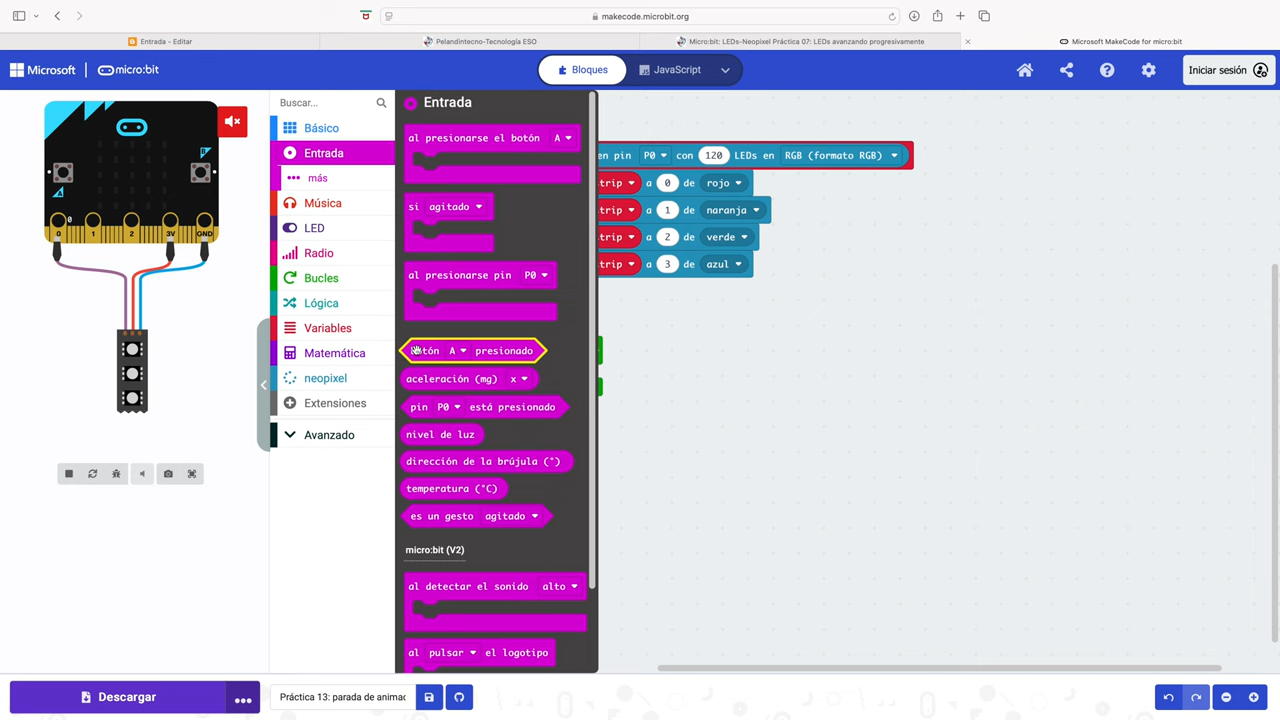 makecode.microbit.org
Entrada - Editar
Pelandintecno-Tecnología ESO
Micro:bit: LEDs-Neopixel Práctica 07: LEDs avanzando progresivamente
Microsoft MakeCode for micro:bit
Microsoft
micro:bit
Bloques
JavaScript
Iniciar sesión
B
A
0
0 1 2 3V GND
Buscar...
Básico
Entrada
más
Música
LED
Radio
Bucles
Lógica
Variables
Matemática
neopixel
Extensiones
Avanzado
Entrada
al presionarse el botón A
si agitado
al presionarse pin P0
A presionado
aceleración (mg) x
pin P0 está presionado
nivel de luz
dirección de la brújula (°)
temperatura (°C)
es un gesto agitado
micro:bit (V2)
al detectar el sonido alto
al pulsar el logotipo
en pin P0 con 120 LEDs en RGB (formato RGB)
trip a 0 de rojo
trip a 1 de naranja
trip a 2 de verde
trip a 3 de azul
Descargar
...
Práctica 13: parada de animac